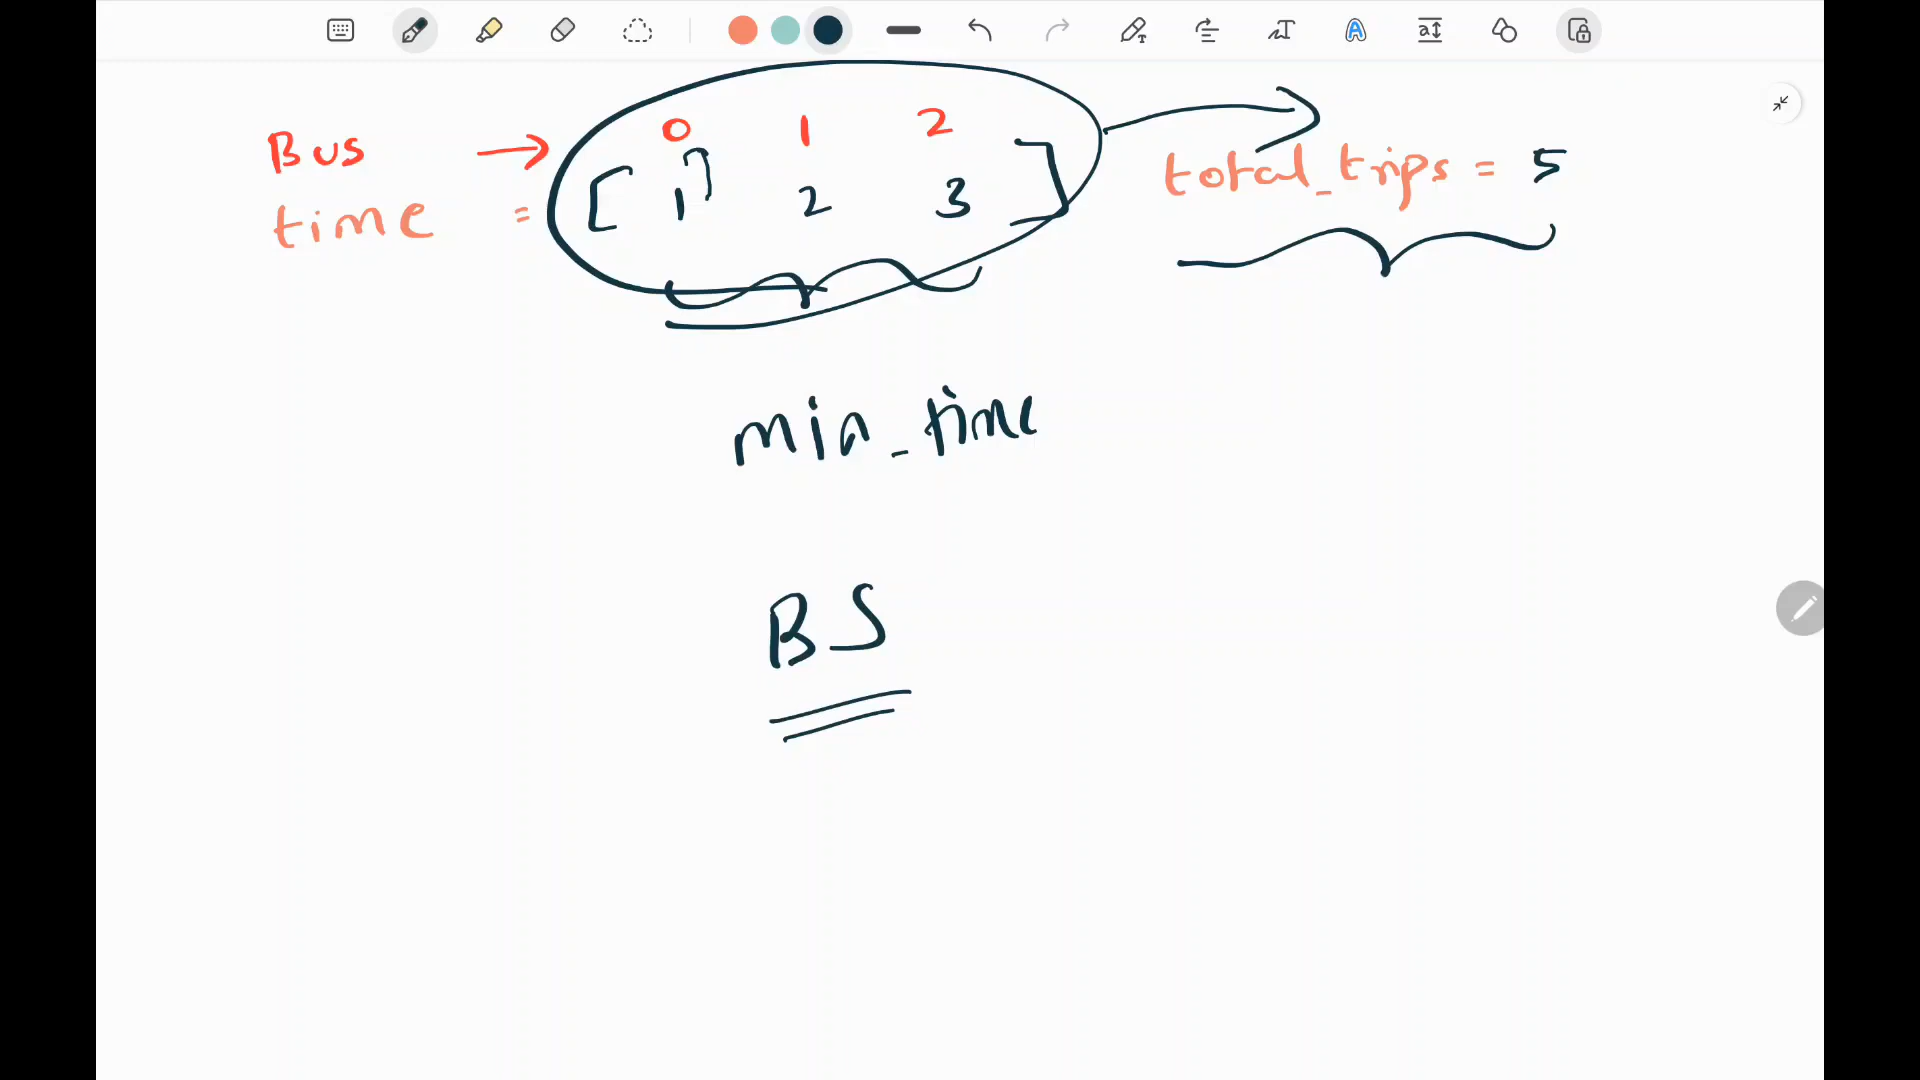 Bus → 0 1 2
time = [ 1 2 3 ]
total_trips = 5
min_time
BS